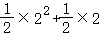 1/2 × 2² + 1/2 × 2